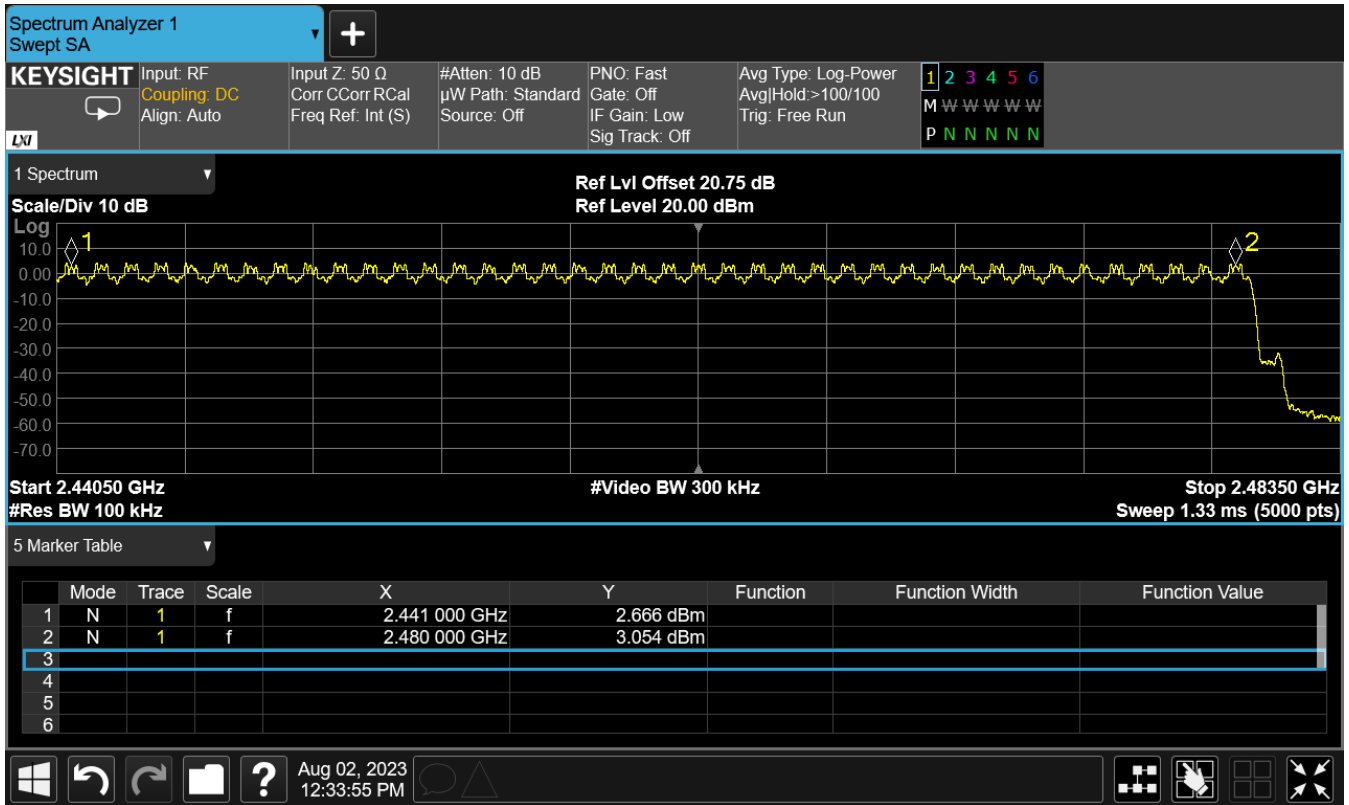 Spectrum Analyzer 1
Swept SA
KEYSIGHT
LXI
Input: RF
Coupling: DC
Align: Auto
Input Z: 50 Ω
Corr CCorr RCal
Freq Ref: Int (S)
#Atten: 10 dB
µW Path: Standard
Source: Off
PNO: Fast
Gate: Off
IF Gain: Low
Sig Track: Off
Avg Type: Log-Power
Avg|Hold:>100/100
Trig: Free Run
1 2 3 4 5 6
M W W W W W
P N N N N N
1 Spectrum
Scale/Div 10 dB
Ref Lvl Offset 20.75 dB
Ref Level 20.00 dBm
Log
10.0
0.00
-10.0
-20.0
-30.0
-40.0
-50.0
-60.0
-70.0
1
2
Start 2.44050 GHz
#Video BW 300 kHz
Stop 2.48350 GHz
#Res BW 100 kHz
Sweep 1.33 ms (5000 pts)
5 Marker Table
Mode Trace Scale X Y Function Function Width Function Value
1 N 1 f 2.441 000 GHz 2.666 dBm
2 N 1 f 2.480 000 GHz 3.054 dBm
3
4
5
6
?
Aug 02, 2023
12:33:55 PM